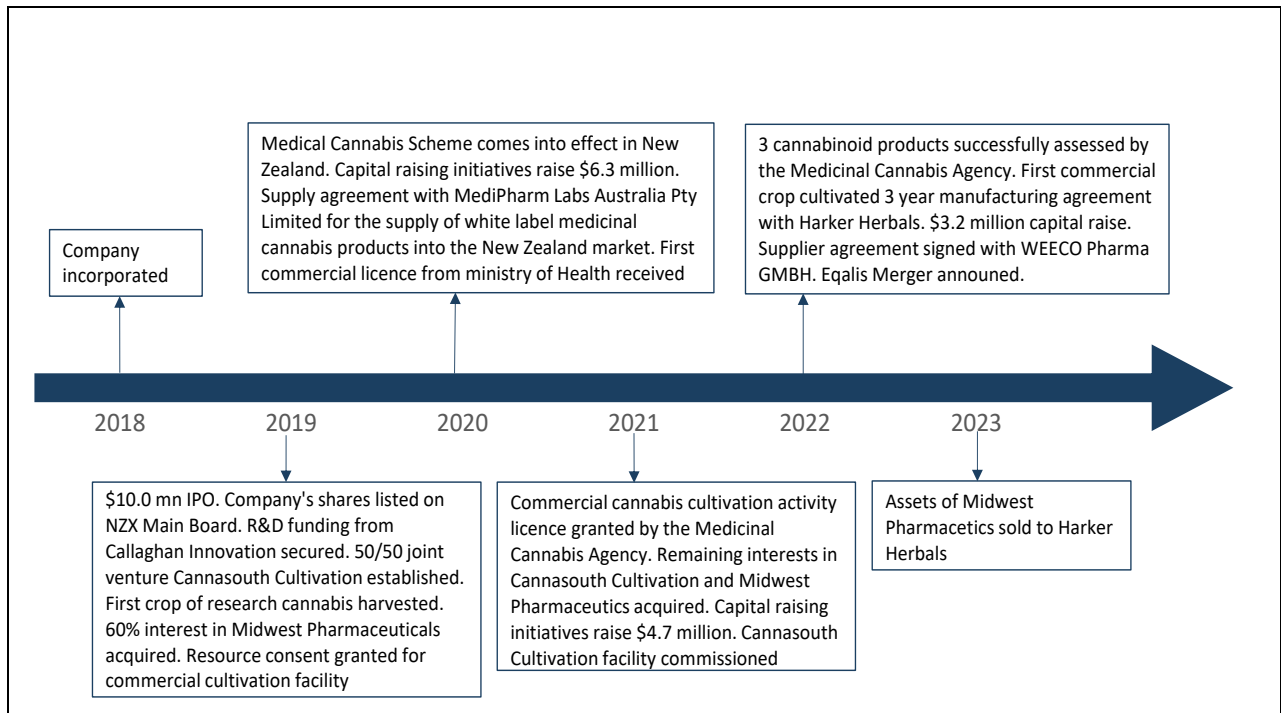 Company
incorporated
Medical Cannabis Scheme comes into effect in New
Zealand. Capital raising initiatives raise $6.3 million.
Supply agreement with MediPharm Labs Australia Pty
Limited for the supply of white label medicinal
cannabis products into the New Zealand market. First
commercial licence from ministry of Health received
3 cannabinoid products successfully assessed by
the Medicinal Cannabis Agency. First commercial
crop cultivated 3 year manufacturing agreement
with Harker Herbals. $3.2 million capital raise.
Supplier agreement signed with WEECO Pharma
GMBH. Eqalis Merger announed.
2018
2019
2020
2021
2022
2023
$10.0 mn IPO. Company's shares listed on
NZX Main Board. R&D funding from
Callaghan Innovation secured. 50/50 joint
venture Cannasouth Cultivation established.
First crop of research cannabis harvested.
60% interest in Midwest Pharmaceuticals
acquired. Resource consent granted for
commercial cultivation facility
Commercial cannabis cultivation activity
licence granted by the Medicinal
Cannabis Agency. Remaining interests in
Cannasouth Cultivation and Midwest
Pharmaceutics acquired. Capital raising
initiatives raise $4.7 million. Cannasouth
Cultivation facility commissioned
Assets of Midwest
Pharmacetics sold to Harker
Herbals